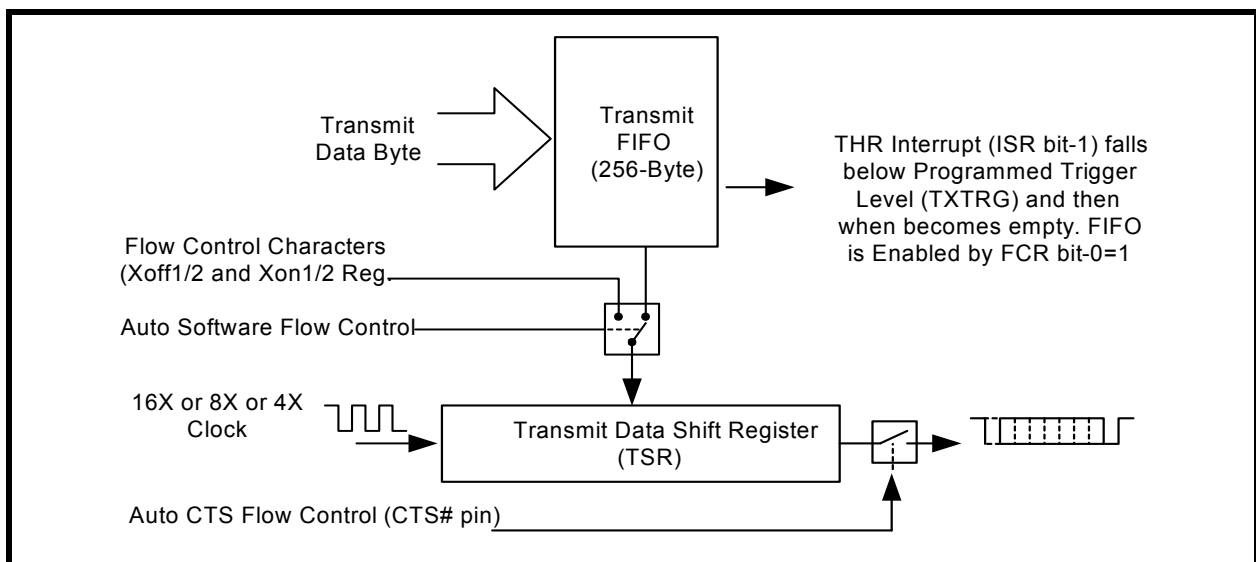 Transmit
Data Byte
Transmit
FIFO
(256-Byte)
THR Interrupt (ISR bit-1) falls
below Programmed Trigger
Level (TXTRG) and then
when becomes empty. FIFO
is Enabled by FCR bit-0=1
Flow Control Characters
(Xoff1/2 and Xon1/2 Reg.
Auto Software Flow Control
16X or 8X or 4X
Clock
Transmit Data Shift Register
(TSR)
Auto CTS Flow Control (CTS# pin)